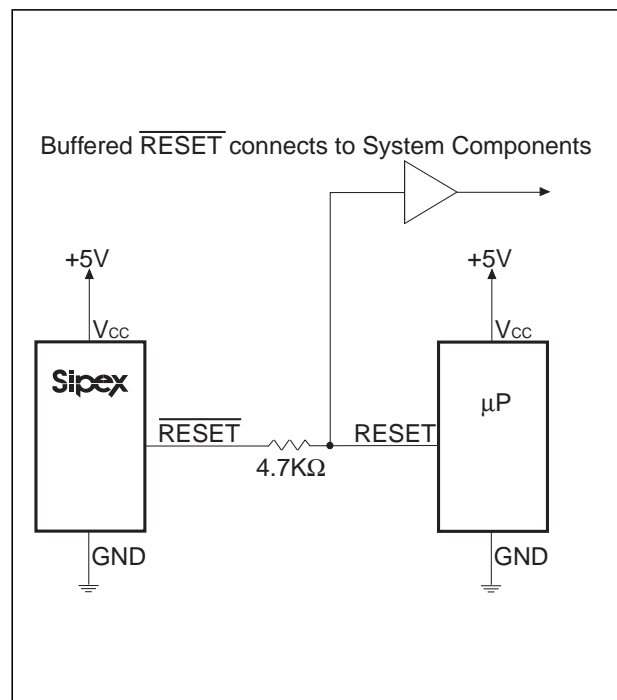 Buffered RESET connects to System Components
+5V
+5V
VCC
VCC
Sipex
μP
RESET
RESET
4.7KΩ
GND
GND